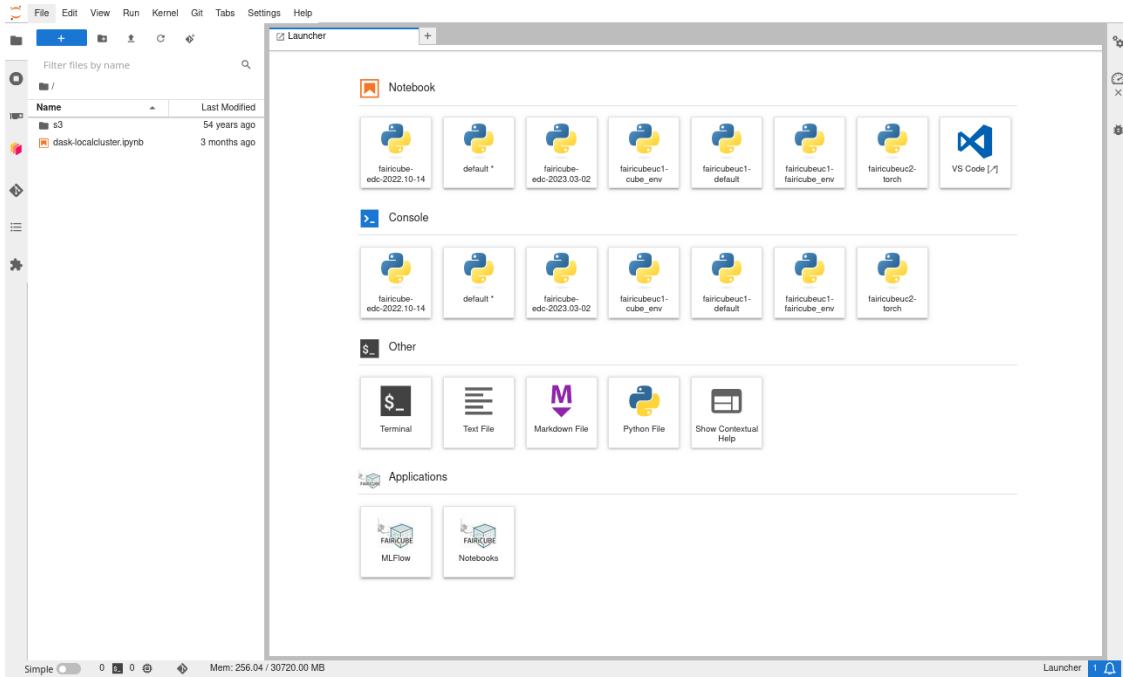 File Edit View Run Kernel Git Tabs Settings Help
+
Filter files by name
/
Name Last Modified
s3 54 years ago
dask-localcluster.ipynb 3 months ago
Launcher +
Notebook
fairicube-
edc-2022.10-14
default *
fairicube-
edc-2023.03-02
fairicubeuc1-
cube_env
fairicubeuc1-
default
fairicubeuc1-
fairicube_env
fairicubeuc2-
torch
VS Code [↗]
>_ Console
fairicube-
edc-2022.10-14
default *
fairicube-
edc-2023.03-02
fairicubeuc1-
cube_env
fairicubeuc1-
default
fairicubeuc1-
fairicube_env
fairicubeuc2-
torch
$_ Other
$_
Terminal
Text File
M
Markdown File
Python File
Show Contextual
Help
Applications
FAIRiCUBE
MLFlow
FAIRiCUBE
Notebooks
Simple 0 $_ 0 Mem: 256.04 / 30720.00 MB Launcher 1